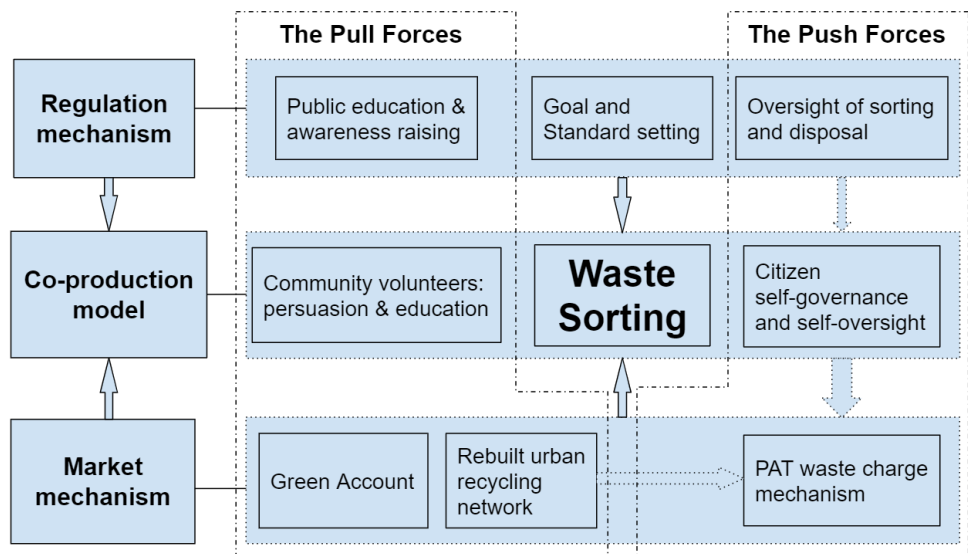 The Pull Forces
The Push Forces
Regulation
mechanism
Public education &
awareness raising
Goal and
Standard setting
Oversight of sorting
and disposal
Co-production
model
Community volunteers:
persuasion & education
Waste
Sorting
Citizen
self-governance
and self-oversight
Market
mechanism
Green Account
Rebuilt urban
recycling
network
PAT waste charge
mechanism